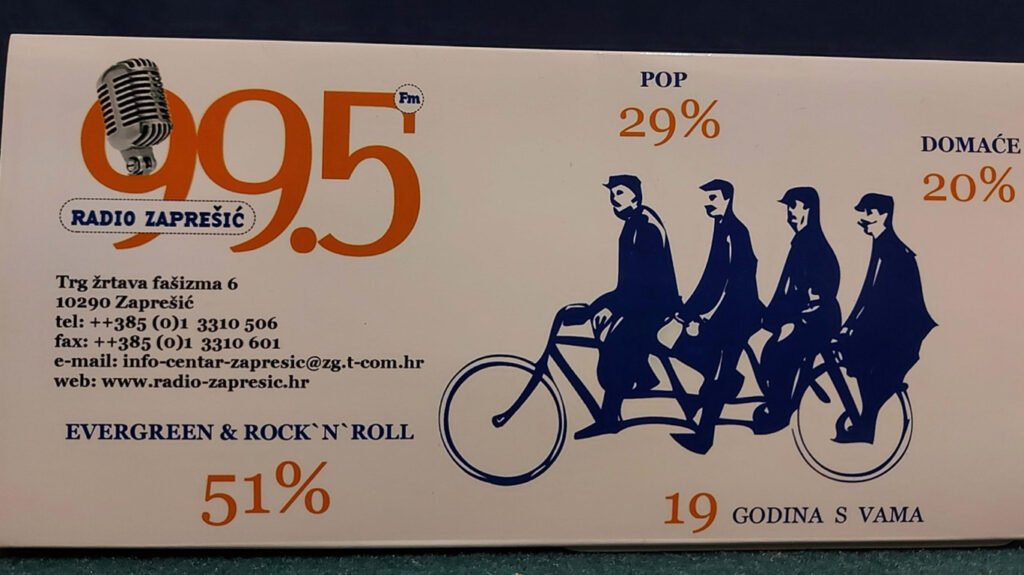 99.5
Fm
RADIO ZAPREŠIĆ
Trg žrtava fašizma 6
10290 Zaprešić
tel: ++385 (0)1 3310 506
fax: ++385 (0)1 3310 601
e-mail: info-centar-zapresic@zg.t-com.hr
web: www.radio-zapresic.hr
EVERGREEN & ROCK`N`ROLL
51%
POP
29%
DOMAĆE
20%
19 GODINA S VAMA